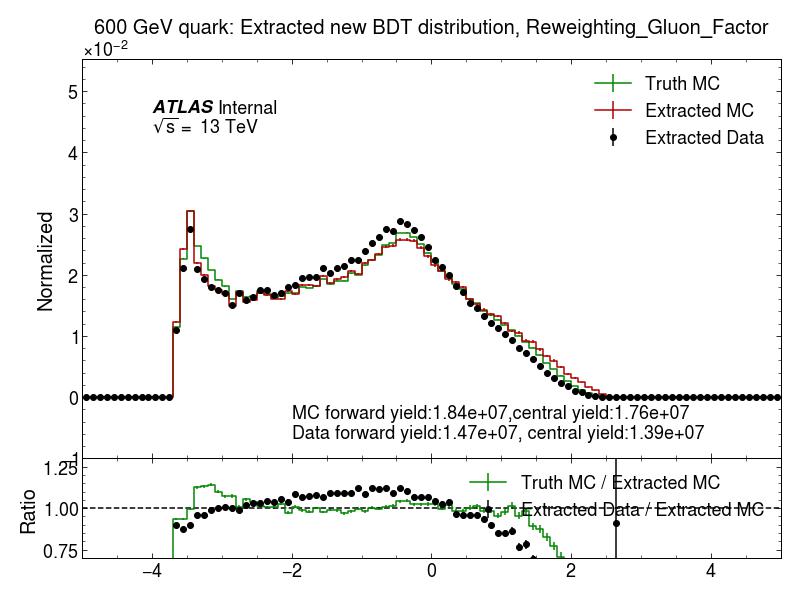 600 GeV quark: Extracted new BDT distribution, Reweighting_Gluon_Factor
×10⁻²
5
4
3
2
1
0
Normalized
ATLAS Internal
√s = 13 TeV
Truth MC
Extracted MC
Extracted Data
MC forward yield:1.84e+07,central yield:1.76e+07
Data forward yield:1.47e+07, central yield:1.39e+07
1.25
1.00
0.75
Ratio
Truth MC / Extracted MC
Extracted Data / Extracted MC
−4 −2 0 2 4